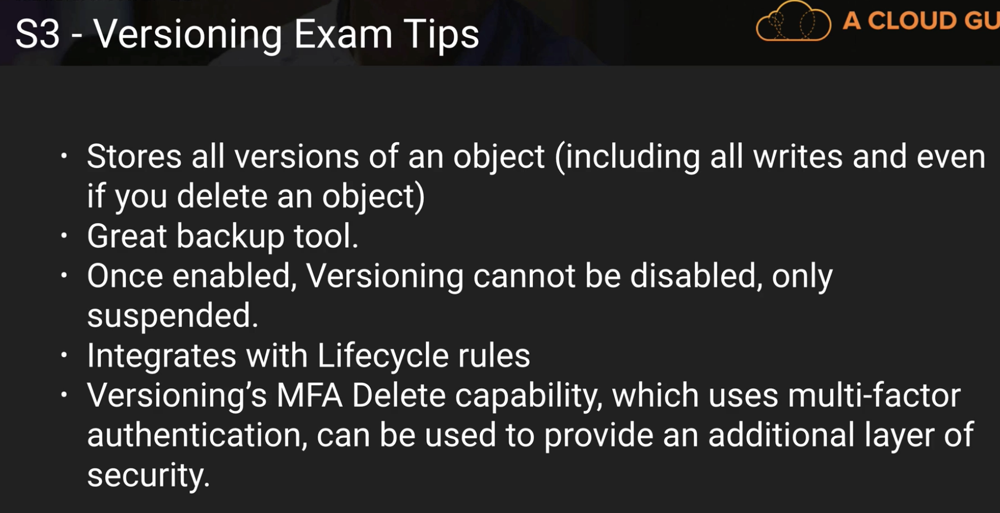 S3 - Versioning Exam Tips
A CLOUD GU
· Stores all versions of an object (including all writes and even
if you delete an object)
· Great backup tool.
· Once enabled, Versioning cannot be disabled, only
suspended.
· Integrates with Lifecycle rules
· Versioning’s MFA Delete capability, which uses multi-factor
authentication, can be used to provide an additional layer of
security.